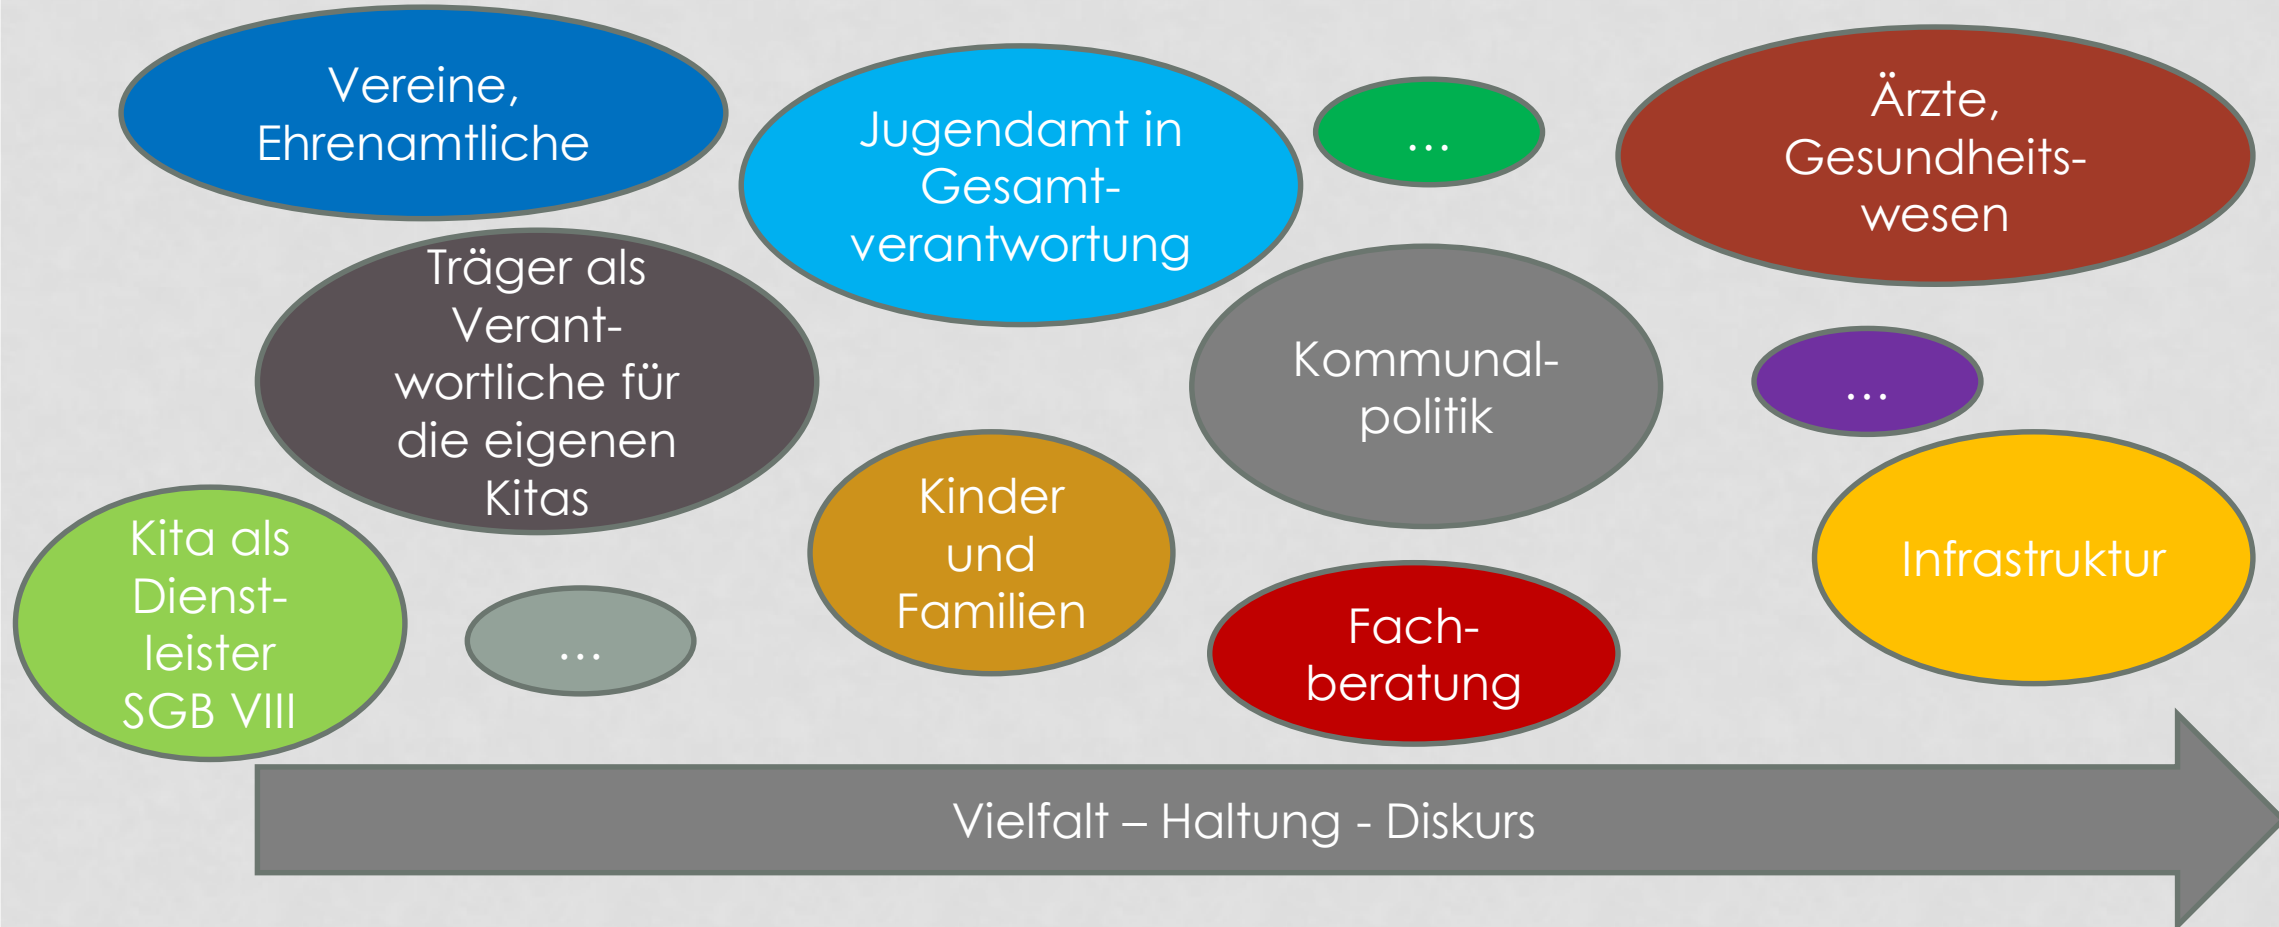 Vereine,
Ehrenamtliche
Jugendamt in
Gesamt-
verantwortung
…
Ärzte,
Gesundheits-
wesen
Träger als
Verant-
wortliche für
die eigenen
Kitas
Kommunal-
politik
…
Kinder
und
Familien
Infrastruktur
Kita als
Dienst-
leister
SGB VIII
…
Fach-
beratung
Vielfalt – Haltung - Diskurs